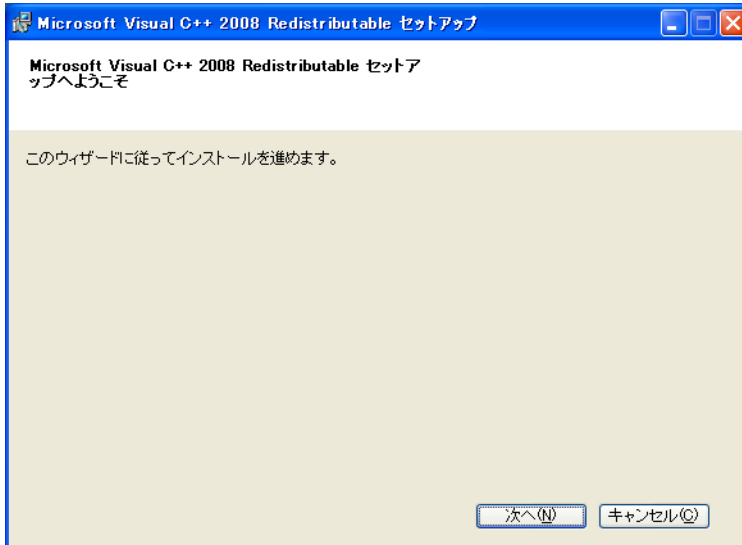 Microsoft Visual C++ 2008 Redistributable セットアップ
Microsoft Visual C++ 2008 Redistributable セットア
ップへようこそ
このウィザードに従ってインストールを進めます。
次へ(N)
キャンセル(C)